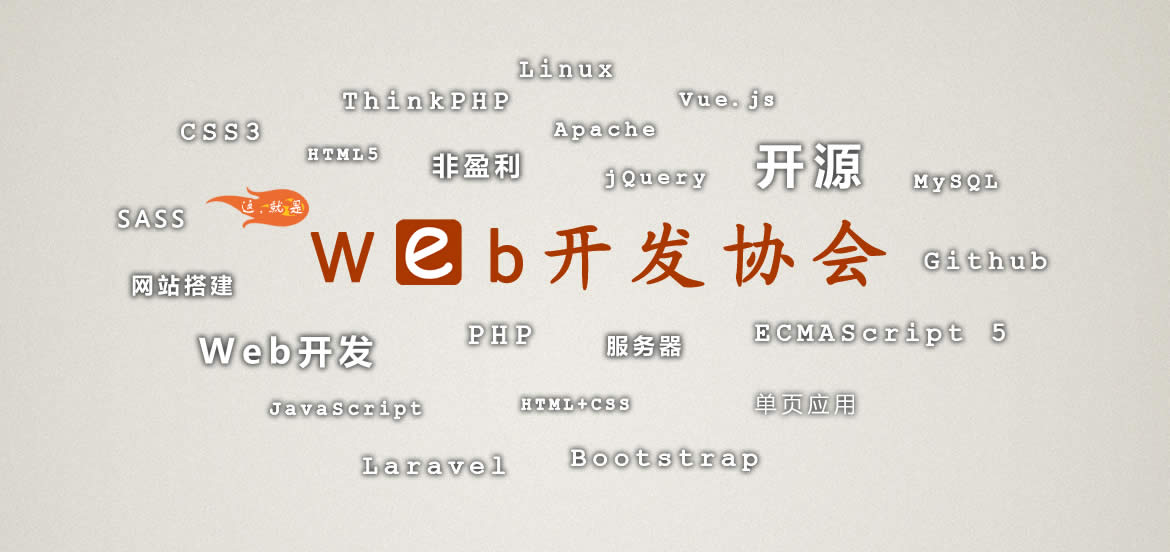 Linux
ThinkPHP
Vue.js
CSS3
Apache
HTML5
非盈利
jQuery
开源
MySQL
SASS
这,就是
Web开发协会
Github
网站搭建
Web开发
PHP
服务器
ECMAScript 5
JavaScript
HTML+CSS
单页应用
Laravel
Bootstrap